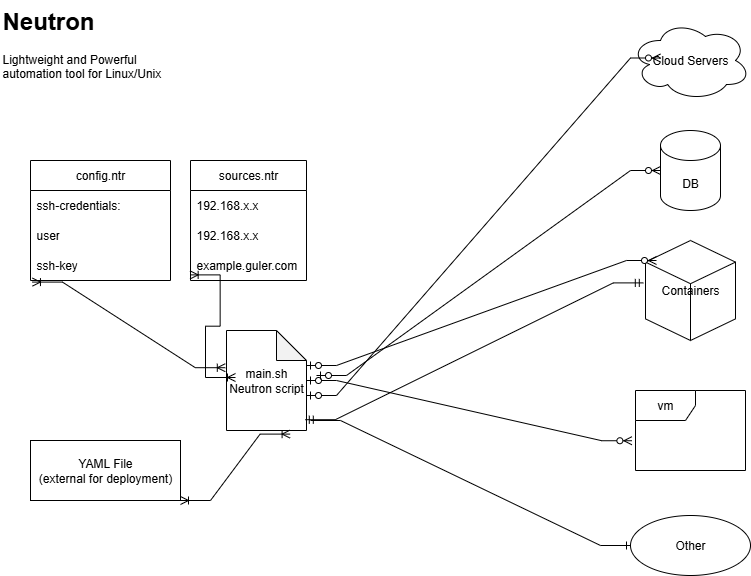 Neutron
Lightweight and Powerful
automation tool for Linux/Unix
Cloud Servers
DB
config.ntr
ssh-credentials:
user
ssh-key
sources.ntr
192.168.x.x
192.168.x.x
example.guler.com
Containers
main.sh
Neutron script
vm
YAML File
(external for deployment)
Other